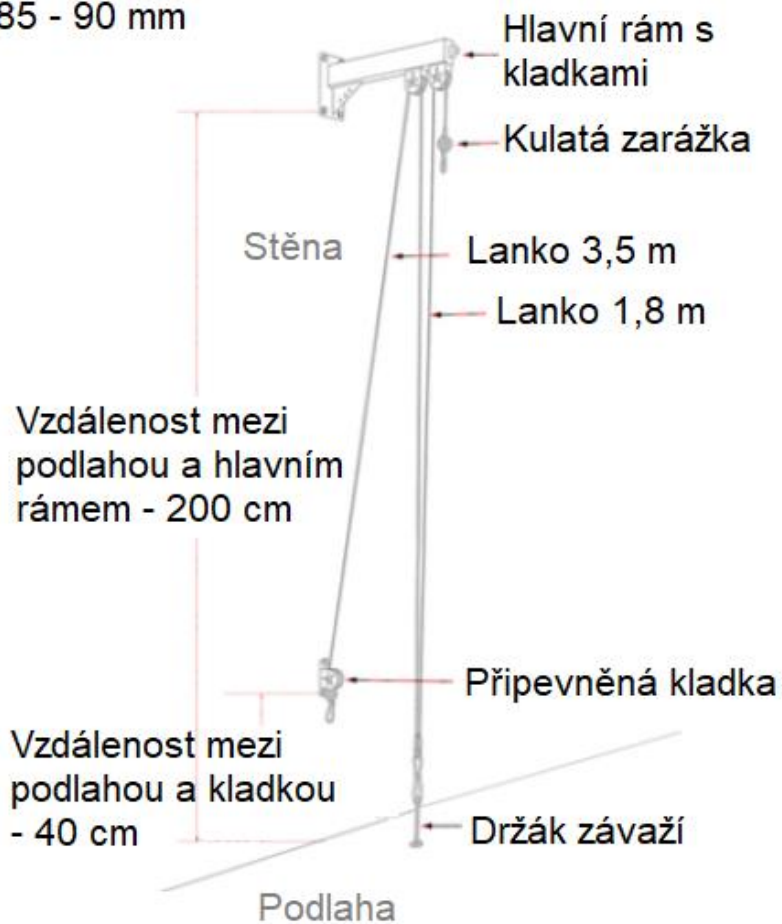 85 - 90 mm
Hlavní rám s
kladkami
Kulatá zarážka
Stěna
Lanko 3,5 m
Lanko 1,8 m
Vzdálenost mezi
podlahou a hlavním
rámem - 200 cm
Připevněná kladka
Vzdálenost mezi
podlahou a kladkou
- 40 cm
Držák závaží
Podlaha